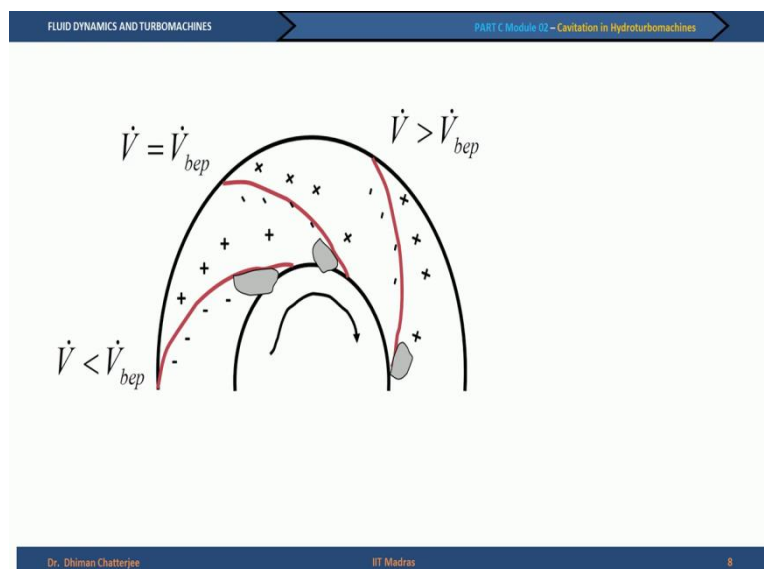 FLUID DYNAMICS AND TURBOMACHINES
PART C Module 02 – Cavitation in Hydroturbomachines
V̇ = V̇bep
V̇ > V̇bep
V̇ < V̇bep
Dr. Dhiman Chatterjee
IIT Madras
8